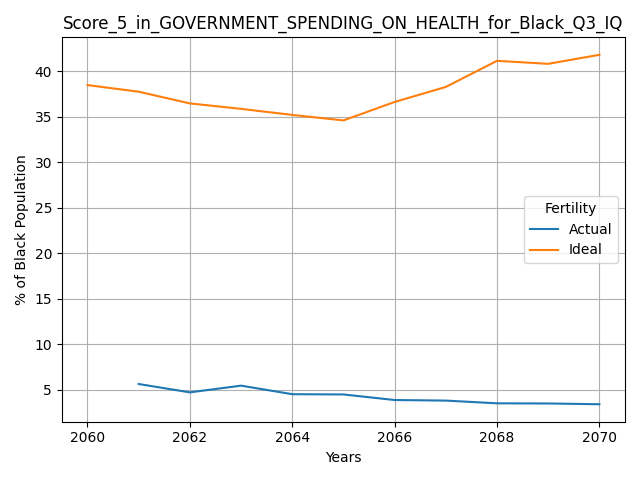 Score_5_in_GOVERNMENT_SPENDING_ON_HEALTH_for_Black_Q3_IQ
% of Black Population
40
35
30
25
20
15
10
5
Fertility
Actual
Ideal
2060 2062 2064 2066 2068 2070
Years